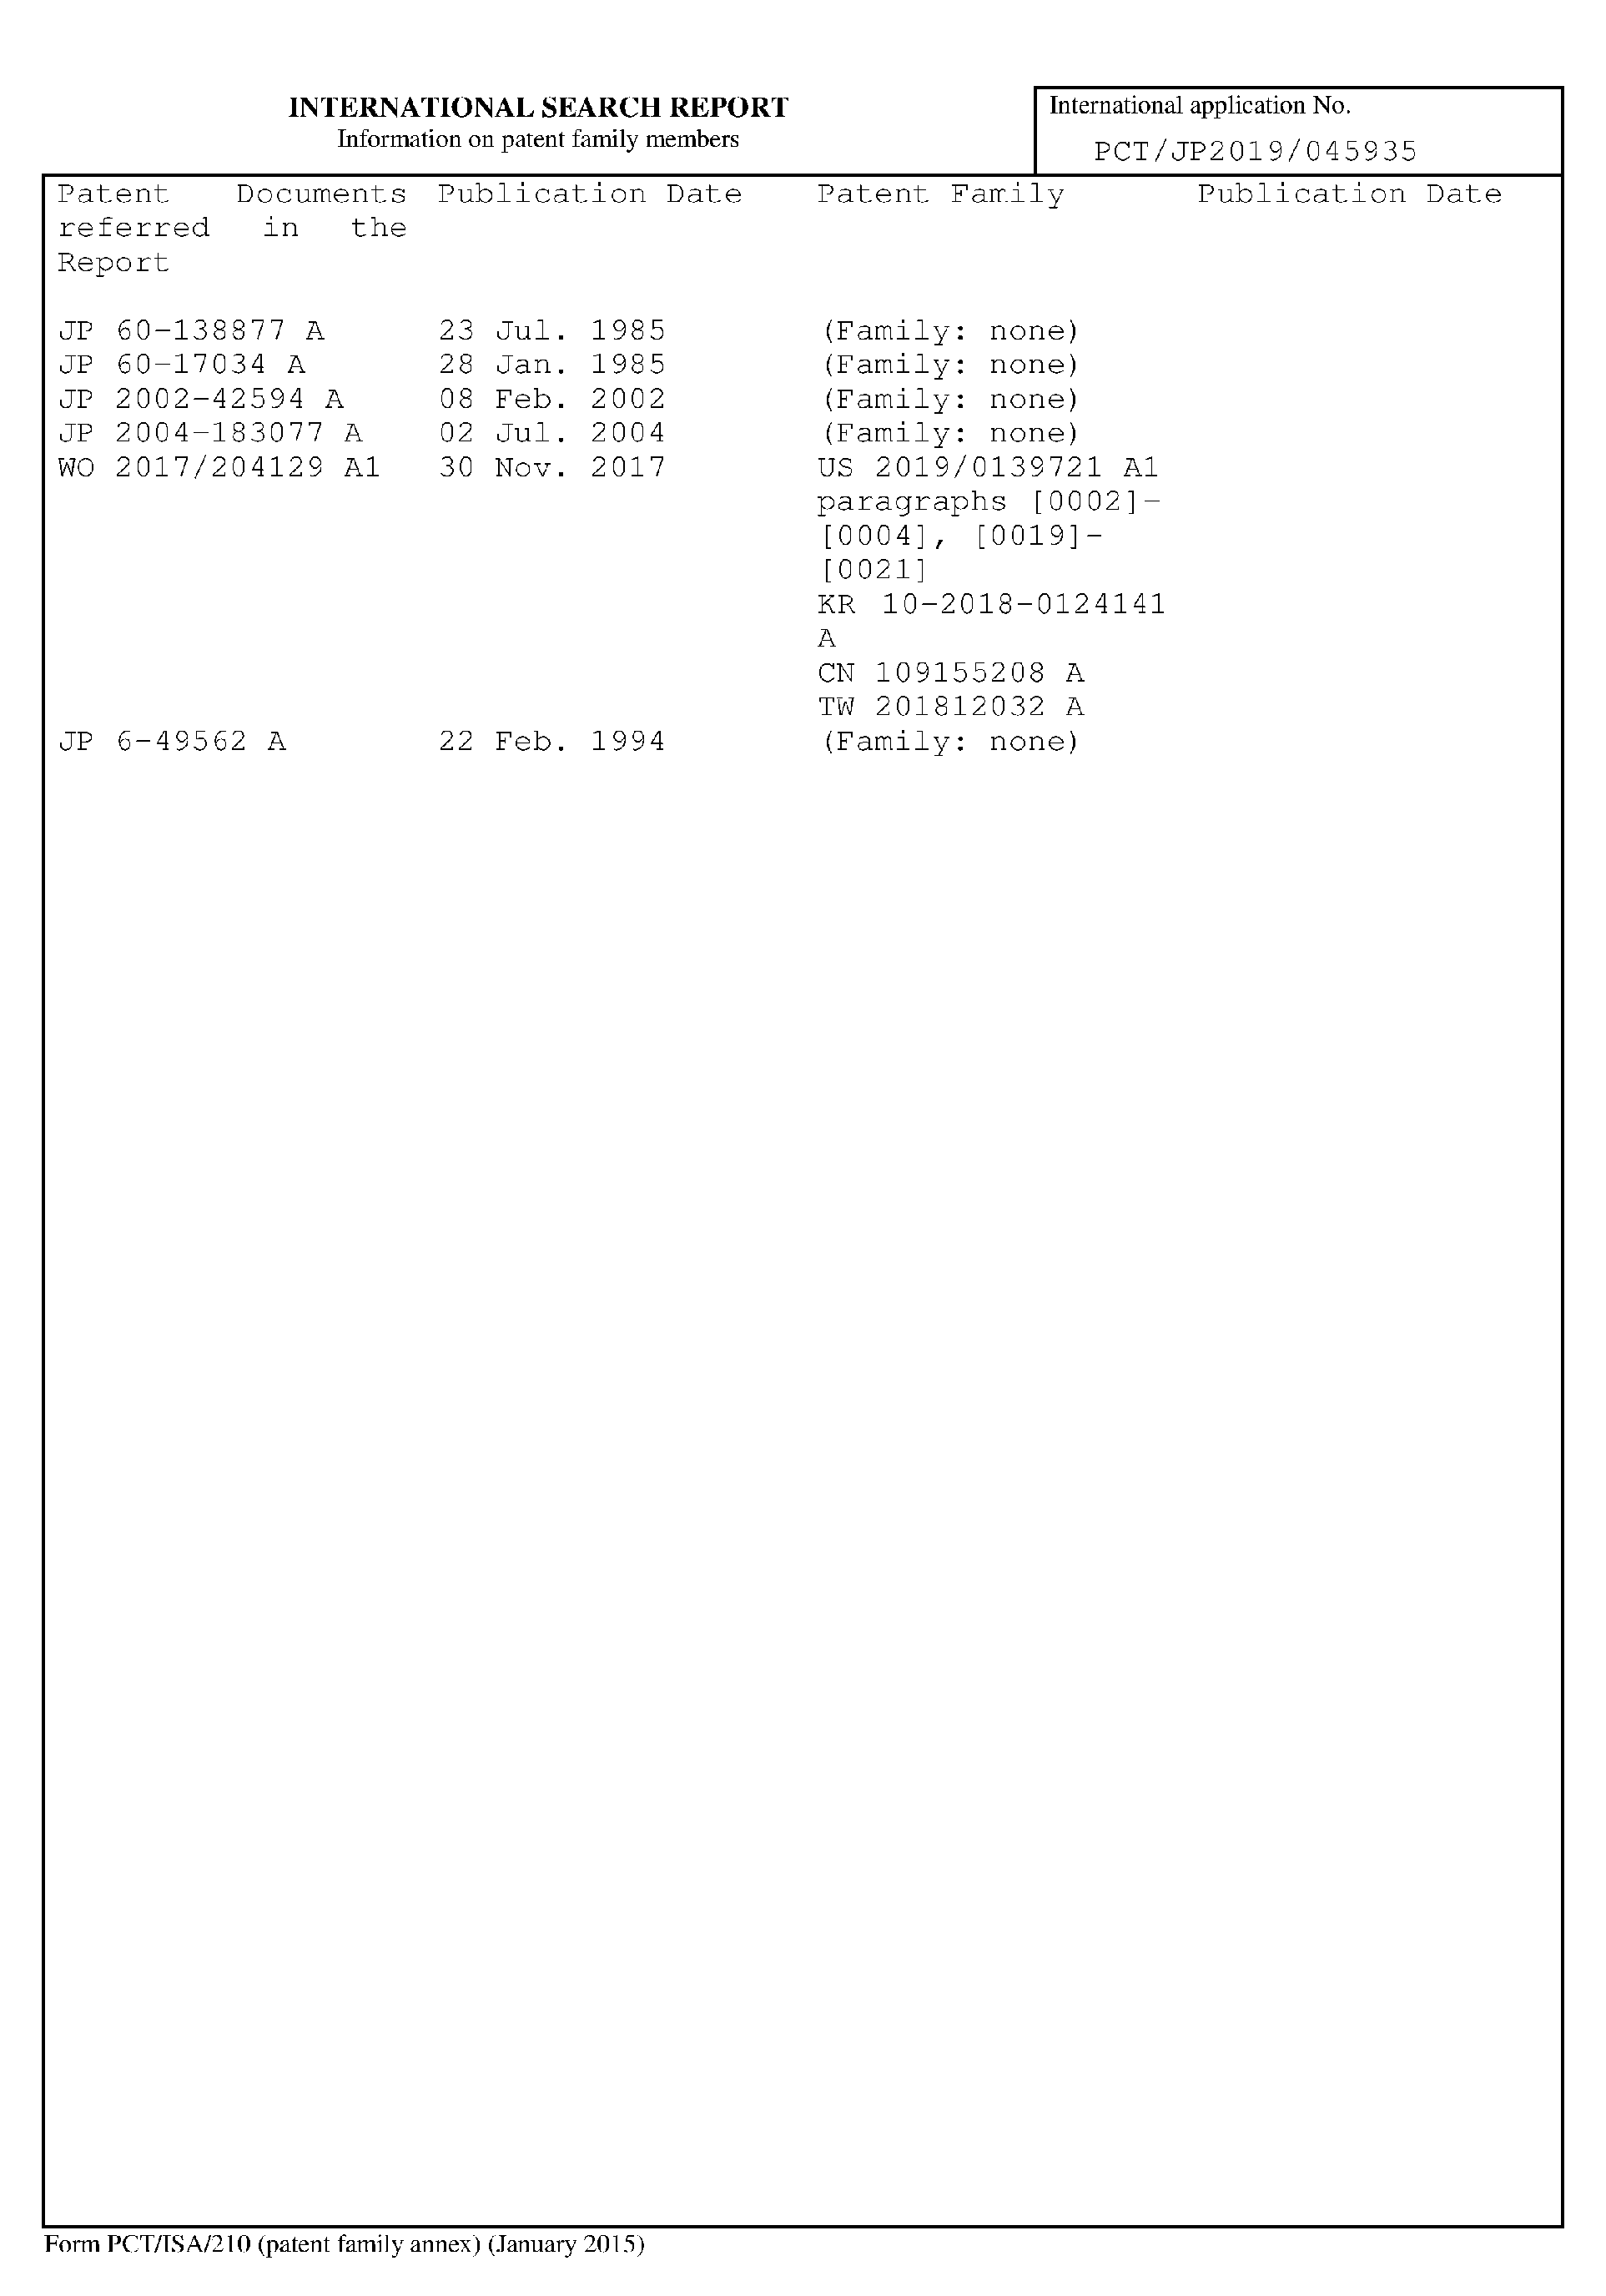 INTERNATIONAL SEARCH REPORT
Information on patent family members
International application No.
PCT/JP2019/045935
Patent Documents Publication Date Patent Family Publication Date
referred in the
Report
JP 60-138877 A 23 Jul. 1985 (Family: none)
JP 60-17034 A 28 Jan. 1985 (Family: none)
JP 2002-42594 A 08 Feb. 2002 (Family: none)
JP 2004-183077 A 02 Jul. 2004 (Family: none)
WO 2017/204129 A1 30 Nov. 2017 US 2019/0139721 A1
paragraphs [0002]-
[0004], [0019]-
[0021]
KR 10-2018-0124141
A
CN 109155208 A
TW 201812032 A
JP 6-49562 A 22 Feb. 1994 (Family: none)
Form PCT/ISA/210 (patent family annex) (January 2015)